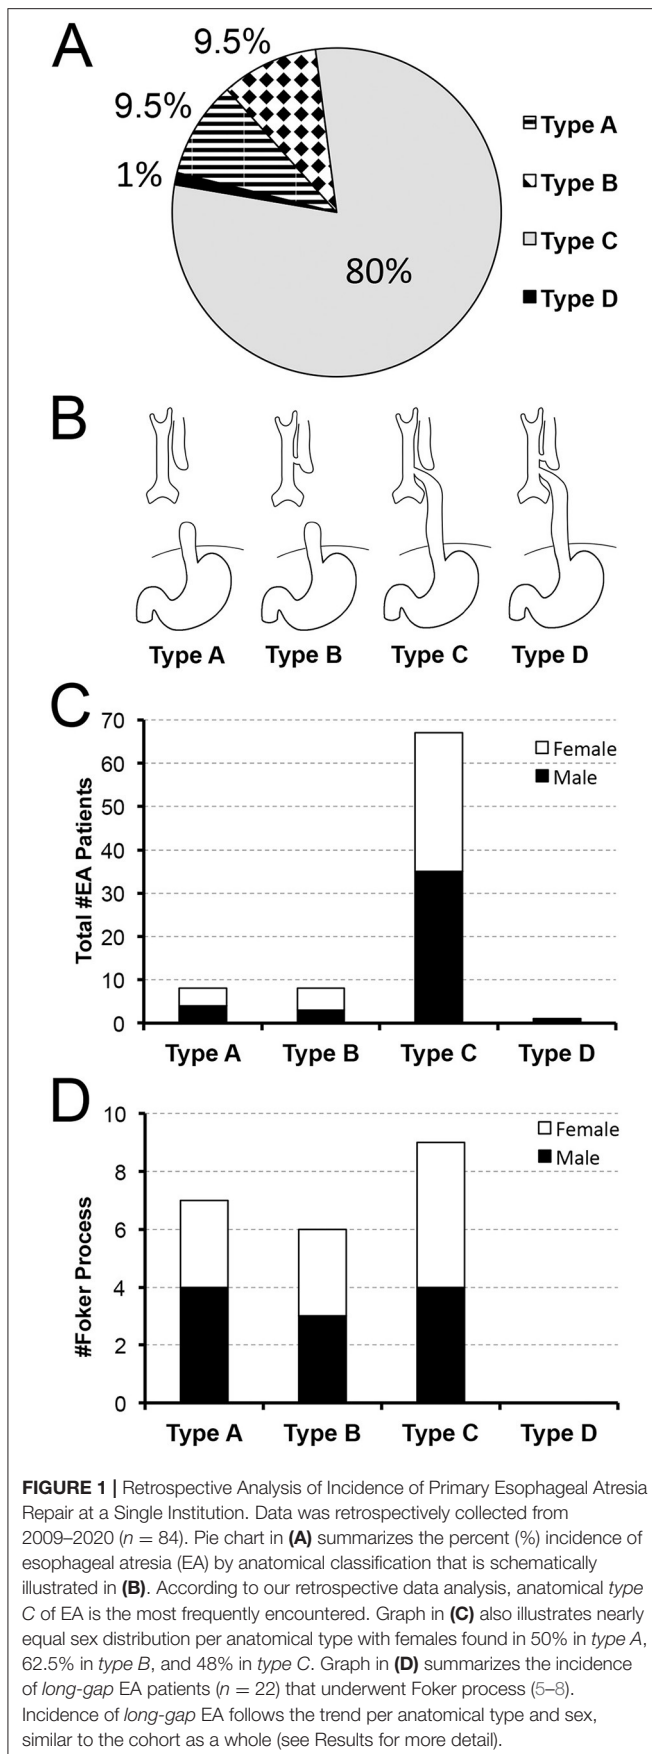 A
9.5%
9.5%
1%
80%
Type A
Type B
Type C
Type D
B
Type A Type B Type C Type D
C
Total #EA Patients
70
60
50
40
30
20
10
0
Female
Male
Type A Type B Type C Type D
D
#Foker Process
10
8
6
4
2
0
Female
Male
Type A Type B Type C Type D
FIGURE 1 | Retrospective Analysis of Incidence of Primary Esophageal Atresia
Repair at a Single Institution. Data was retrospectively collected from
2009–2020 (n = 84). Pie chart in (A) summarizes the percent (%) incidence of
esophageal atresia (EA) by anatomical classification that is schematically
illustrated in (B). According to our retrospective data analysis, anatomical type
C of EA is the most frequently encountered. Graph in (C) also illustrates nearly
equal sex distribution per anatomical type with females found in 50% in type A,
62.5% in type B, and 48% in type C. Graph in (D) summarizes the incidence
of long-gap EA patients (n = 22) that underwent Foker process (5–8).
Incidence of long-gap EA follows the trend per anatomical type and sex,
similar to the cohort as a whole (see Results for more detail).